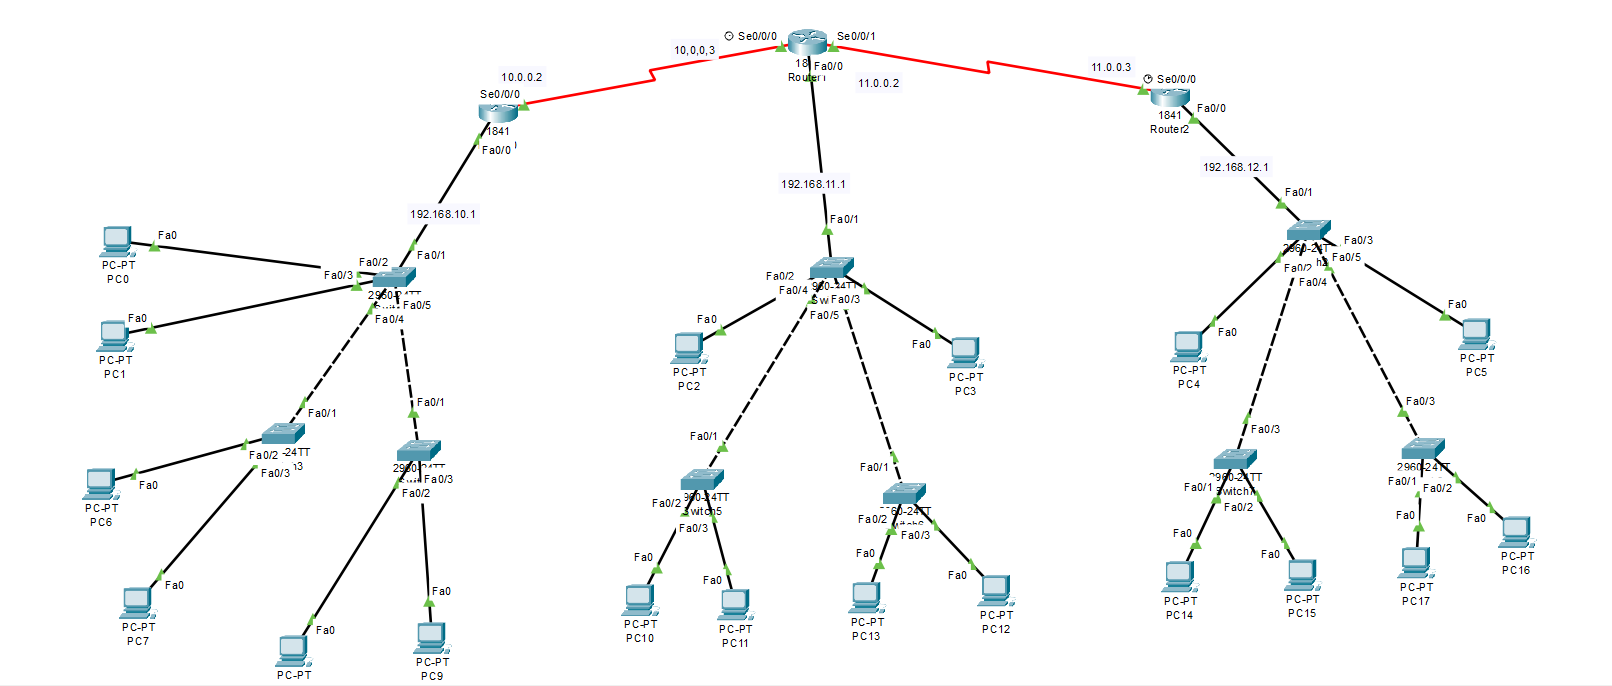 Se0/0/0
Se0/0/1
10,0,0,3
Fa0/0
11.0.0.2
11.0.0.3
Se0/0/0
10.0.0.2
Se0/0/0
Fa0/0
1841
Router2
1841
Fa0/0
192.168.12.1
192.168.11.1
Fa0/1
192.168.10.1
Fa0/1
Fa0
PC-PT
PC0
Fa0/2
Fa0/1
Fa0/3
Fa0/5
Fa0/4
Fa0
PC-PT
PC1
Fa0/2
Fa0/4
Fa0/3
Fa0/5
Fa0
PC-PT
PC2
Fa0
PC-PT
PC3
Fa0/3
Fa0/5
Fa0/2
Fa0/4
Fa0
PC-PT
PC4
Fa0
PC-PT
PC5
Fa0/1
Fa0/2
Fa0/3
Fa0
PC-PT
PC6
Fa0
PC-PT
PC7
Fa0/1
Fa0/3
Fa0/2
Fa0
PC-PT
Fa0
PC-PT
PC9
Fa0/1
Fa0/2
Fa0/3
Fa0
PC-PT
PC10
Fa0
PC-PT
PC11
Fa0/1
Fa0/2
Fa0/3
Fa0
PC-PT
PC13
Fa0
PC-PT
PC12
Fa0/3
Fa0/1
Fa0/2
Fa0
PC-PT
PC14
Fa0
PC-PT
PC15
Fa0/3
2960-24TT
Fa0/1
Fa0/2
Fa0
PC-PT
PC17
Fa0
PC-PT
PC16